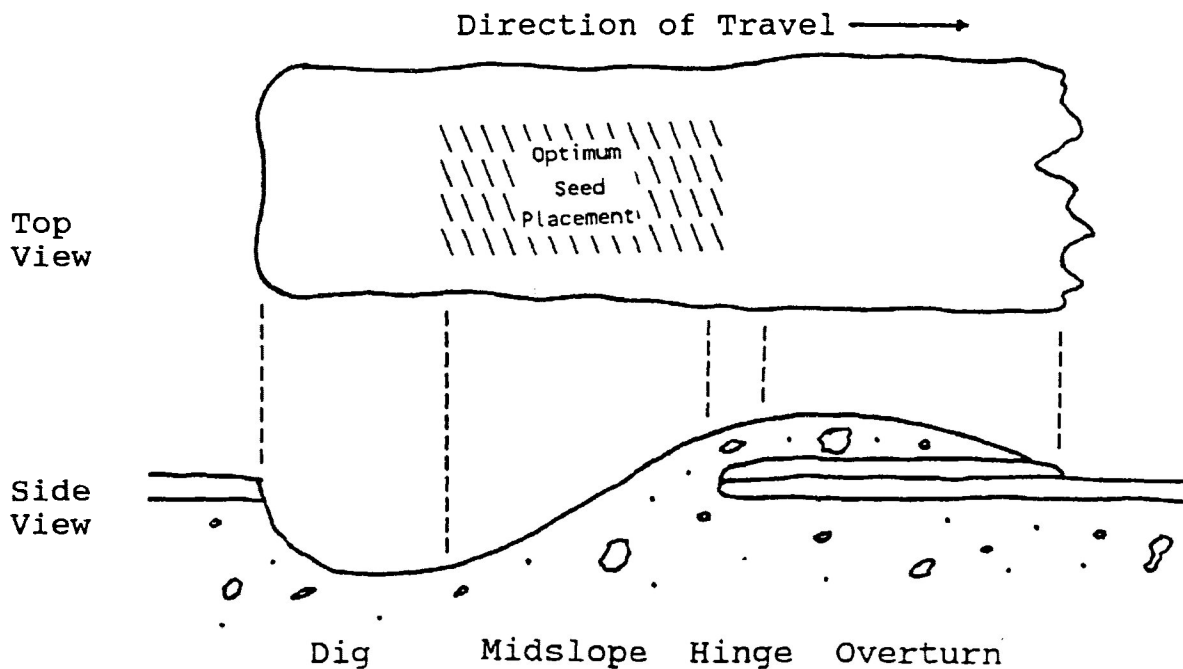 Direction of Travel
Optimum
Seed
Placement
Top
View
Side
View
Dig Midslope Hinge Overturn